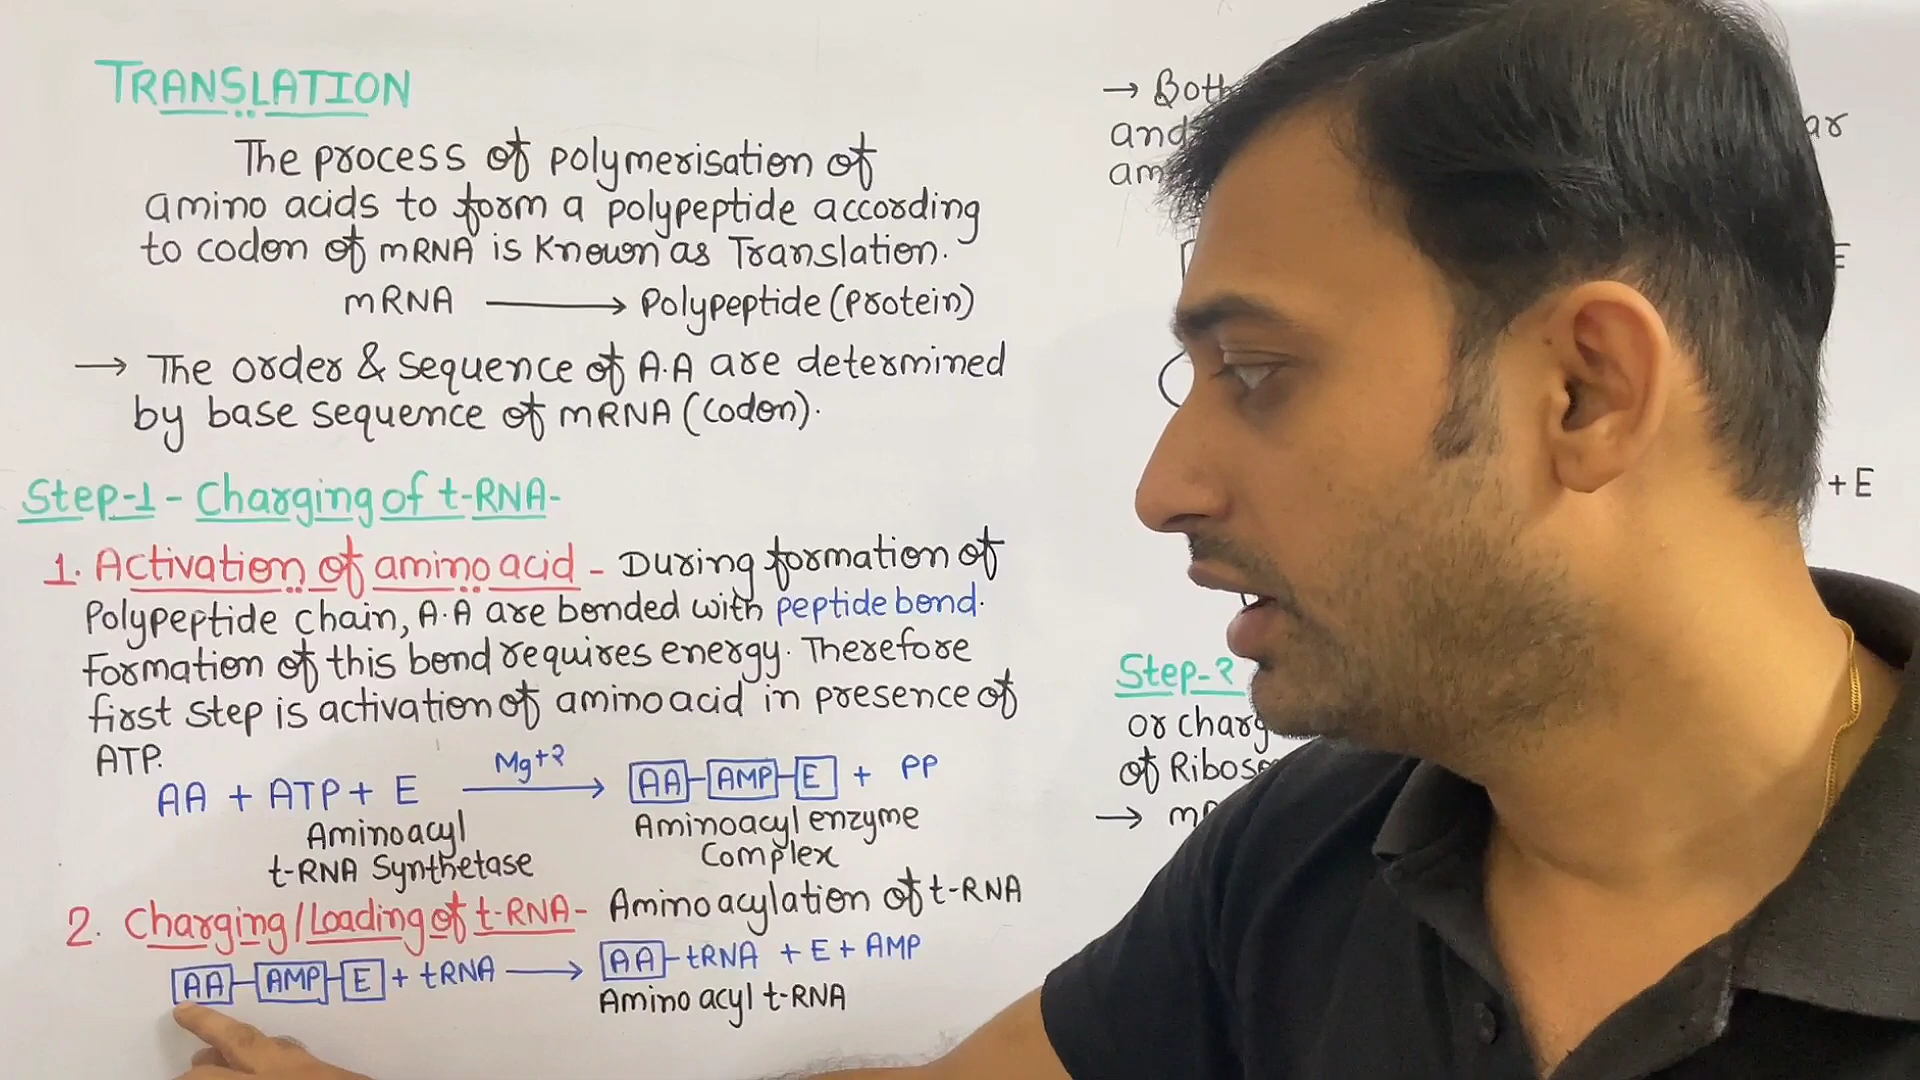 TRANSLATION
The process of polymerisation of
amino acids to form a polypeptide according
to codon of mRNA is Known as Translation.
mRNA ⟶ Polypeptide (Protein)
→ The order & sequence of A.A are determined
by base sequence of mRNA (codon).
Step-1 - Charging of t-RNA-
1. Activation of amino acid - During formation of
Polypeptide chain, A.A are bonded with peptide bond.
Formation of this bond requires energy. Therefore
first step is activation of amino acid in presence of
ATP.
AA + ATP + E ⟶ Mg+2 AA-AMP-E + PP
Aminoacyl
t-RNA Synthetase
Aminoacyl enzyme
Complex
2. Charging/Loading of t-RNA- Aminoacylation of t-RNA
AA-AMP-E + tRNA ⟶ AA-tRNA + E + AMP
Amino acyl t-RNA
→
and
+ E
Step-2
or
of
→